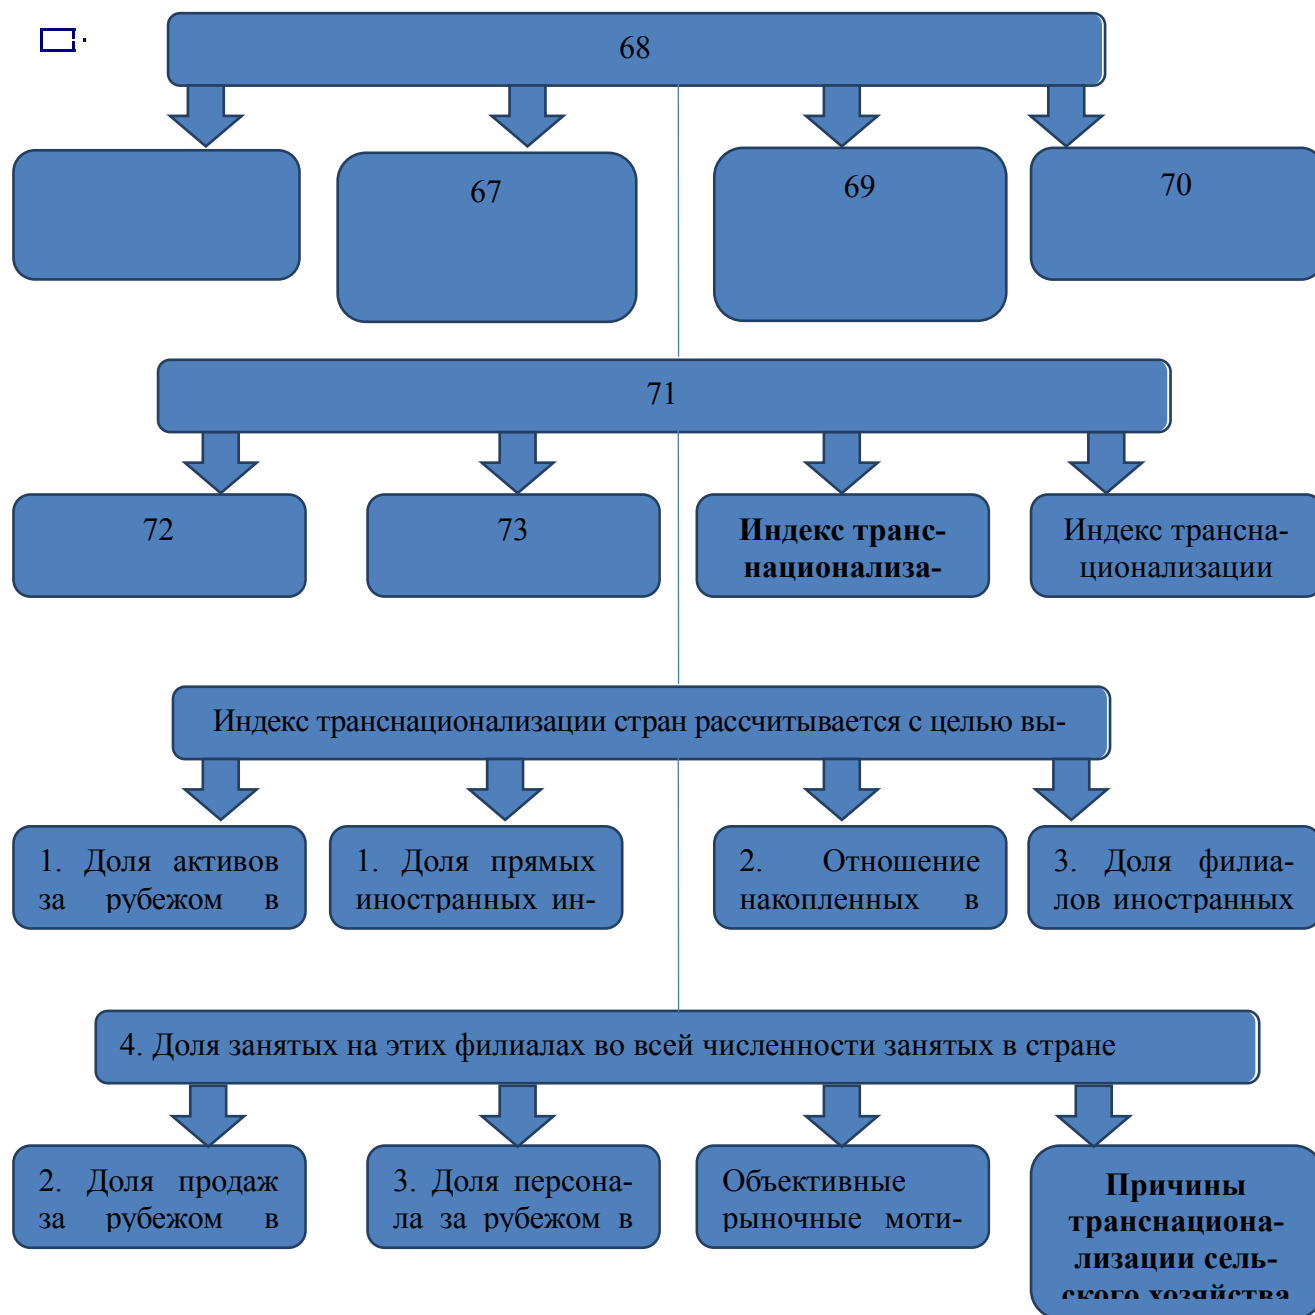 68
67
69
70
71
72
73
Индекс транс-
национализа-
Индекс трансна-
ционализации
Индекс транснационализации стран рассчитывается с целью вы-
1. Доля активов
за рубежом в
1. Доля прямых
иностранных ин-
2. Отношение
накопленных в
3. Доля филиа-
лов иностранных
4. Доля занятых на этих филиалах во всей численности занятых в стране
2. Доля продаж
за рубежом в
3. Доля персона-
ла за рубежом в
Объективные
рыночные моти-
Причины
транснациона-
лизации сель-
ского хозяйства